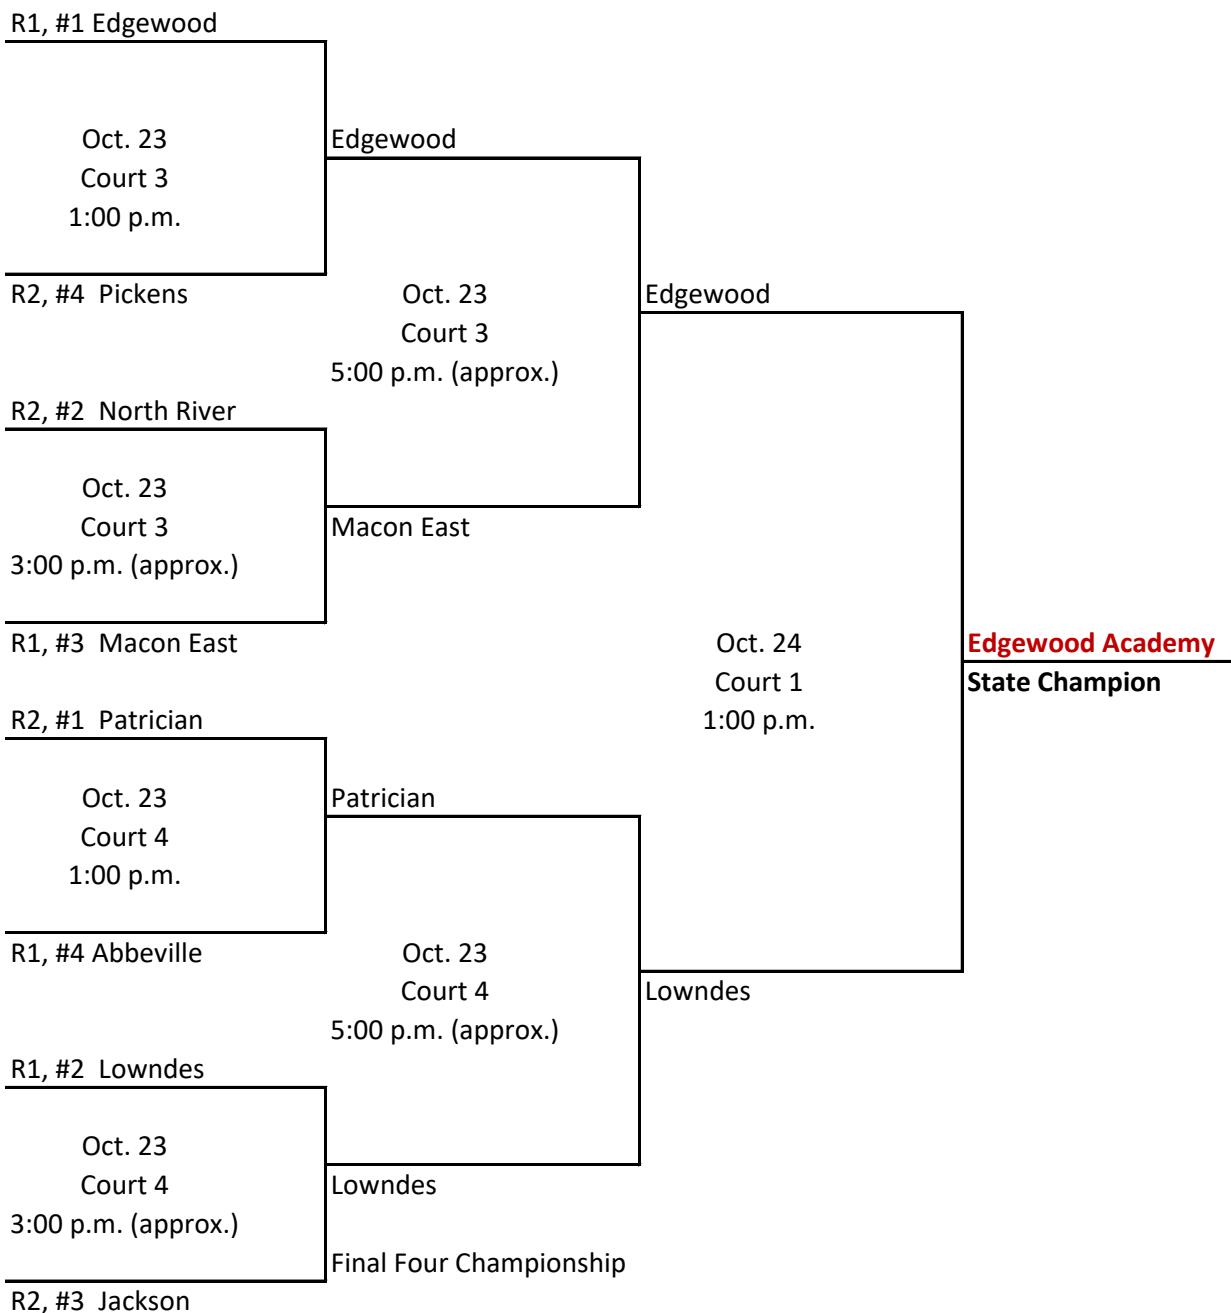 R1, #1 Edgewood
Oct. 23
Court 3
1:00 p.m.
Edgewood
R2, #4  Pickens
Oct. 23
Court 3
5:00 p.m. (approx.)
Edgewood
R2, #2  North River
Oct. 23
Court 3
3:00 p.m. (approx.)
Macon East
R1, #3  Macon East
Oct. 24
Court 1
1:00 p.m.
Edgewood Academy
State Champion
R2, #1  Patrician
Oct. 23
Court 4
1:00 p.m.
Patrician
R1, #4 Abbeville
Oct. 23
Court 4
5:00 p.m. (approx.)
Lowndes
R1, #2  Lowndes
Oct. 23
Court 4
3:00 p.m. (approx.)
Lowndes
Final Four Championship
R2, #3  Jackson